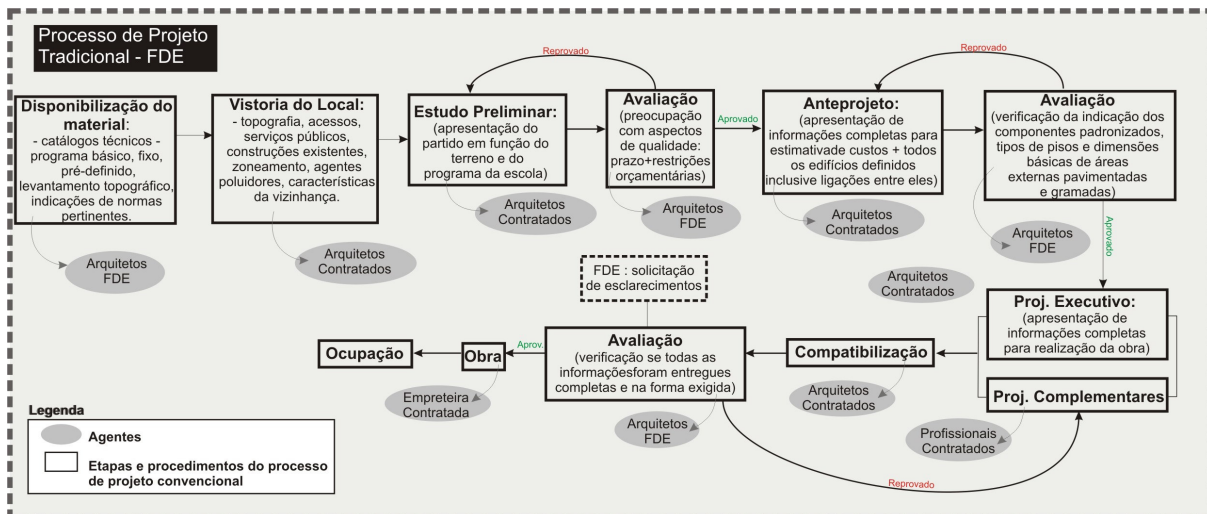 Processo de Projeto
Tradicional - FDE
Disponibilização do
material:
- catálogos técnicos -
programa básico, fixo,
pré-definido,
levantamento topográfico,
indicações de normas
pertinentes.
Arquitetos
FDE
Vistoria do Local:
- topografia, acessos,
serviços públicos,
construções existentes,
zoneamento, agentes
poluidores, características
da vizinhança.
Arquitetos
Contratados
Reprovado
Estudo Preliminar:
(apresentação do
partido em função do
terreno e do
programa da escola)
Arquitetos
Contratados
Avaliação
(preocupação
com aspectos
de qualidade:
prazo+restrições
orçamentárias)
Arquitetos
FDE
Aprovado
Reprovado
Anteprojeto:
(apresentação de
informações completas para
estimativade custos + todos
os edifícios definidos
inclusive ligações entre eles)
Arquitetos
Contratados
Avaliação
(verificação da indicação dos
componentes padronizados,
tipos de pisos e dimensões
básicas de áreas
externas pavimentadas
e gramadas)
Arquitetos
FDE
Aprovado
Arquitetos
Contratados
Proj. Executivo:
(apresentação de
informações completas
para realização da obra)
Proj. Complementares
Profissionais
Contratados
Compatibilização
Arquitetos
Contratados
FDE : solicitação
de esclarecimentos
Avaliação
(verificação se todas as
informaçõesforam entregues
completas e na forma exigida)
Arquitetos
FDE
Reprovado
Aprov.
Obra
Empreteira
Contratada
Ocupação
Legenda
Agentes
Etapas e procedimentos do processo
de projeto convencional